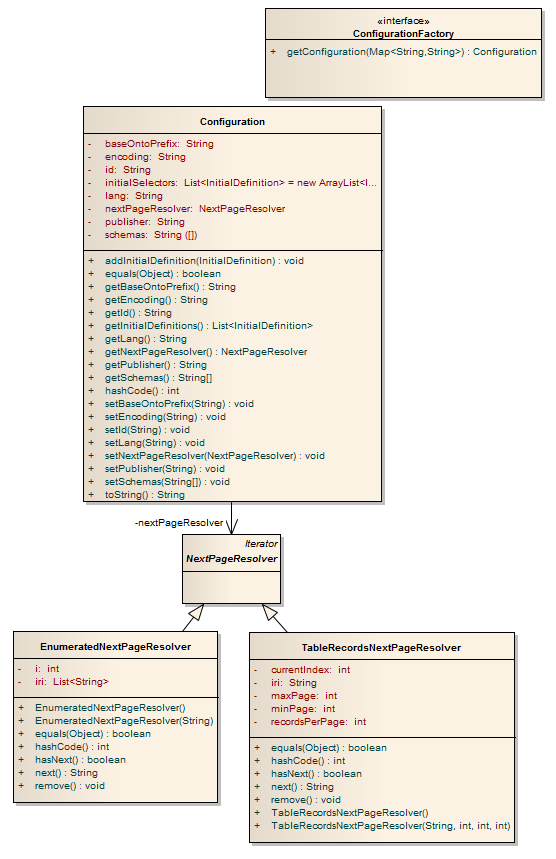 «interface»
ConfigurationFactory
+ getConfiguration(Map<String,String>) : Configuration
Configuration
- baseOntoPrefix: String
- encoding: String
- id: String
- initialSelectors: List<InitialDefinition> = new ArrayList<I...
- lang: String
- nextPageResolver: NextPageResolver
- publisher: String
- schemas: String ([])
+ addInitialDefinition(InitialDefinition) : void
+ equals(Object) : boolean
+ getBaseOntoPrefix() : String
+ getEncoding() : String
+ getId() : String
+ getInitialDefinitions() : List<InitialDefinition>
+ getLang() : String
+ getNextPageResolver() : NextPageResolver
+ getPublisher() : String
+ getSchemas() : String[]
+ hashCode() : int
+ setBaseOntoPrefix(String) : void
+ setEncoding(String) : void
+ setId(String) : void
+ setLang(String) : void
+ setNextPageResolver(NextPageResolver) : void
+ setPublisher(String) : void
+ setSchemas(String[]) : void
+ toString() : String
-nextPageResolver
Iterator
NextPageResolver
EnumeratedNextPageResolver
- i: int
- iri: List<String>
+ EnumeratedNextPageResolver()
+ EnumeratedNextPageResolver(String)
+ equals(Object) : boolean
+ hashCode() : int
+ hasNext() : boolean
+ next() : String
+ remove() : void
TableRecordsNextPageResolver
- currentIndex: int
- iri: String
- maxPage: int
- minPage: int
- recordsPerPage: int
+ equals(Object) : boolean
+ hashCode() : int
+ hasNext() : boolean
+ next() : String
+ remove() : void
+ TableRecordsNextPageResolver()
+ TableRecordsNextPageResolver(String, int, int, int)